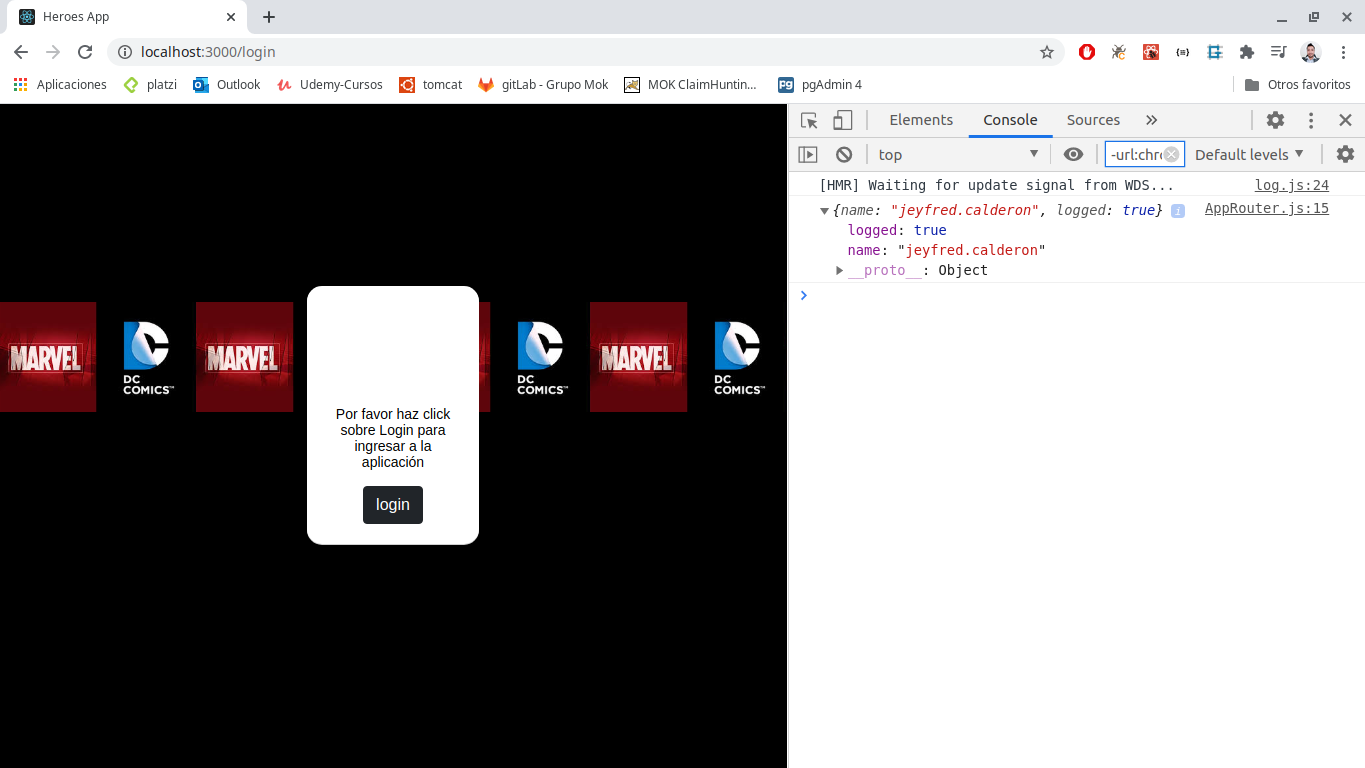 Heroes App
localhost:3000/login
Aplicaciones
platzi
Outlook
Udemy-Cursos
tomcat
gitLab - Grupo Mok
MOK ClaimHuntin...
pgAdmin 4
Otros favoritos
MARVEL
DC
COMICS™
MARVEL
DC
COMICS™
MARVEL
DC
COMICS™
Por favor haz click
sobre Login para
ingresar a la
aplicación
login
Elements Console Sources
top
-url:chr
Default levels
[HMR] Waiting for update signal from WDS... log.js:24
{name: "jeyfred.calderon", logged: true} i AppRouter.js:15
logged: true
name: "jeyfred.calderon"
__proto__: Object